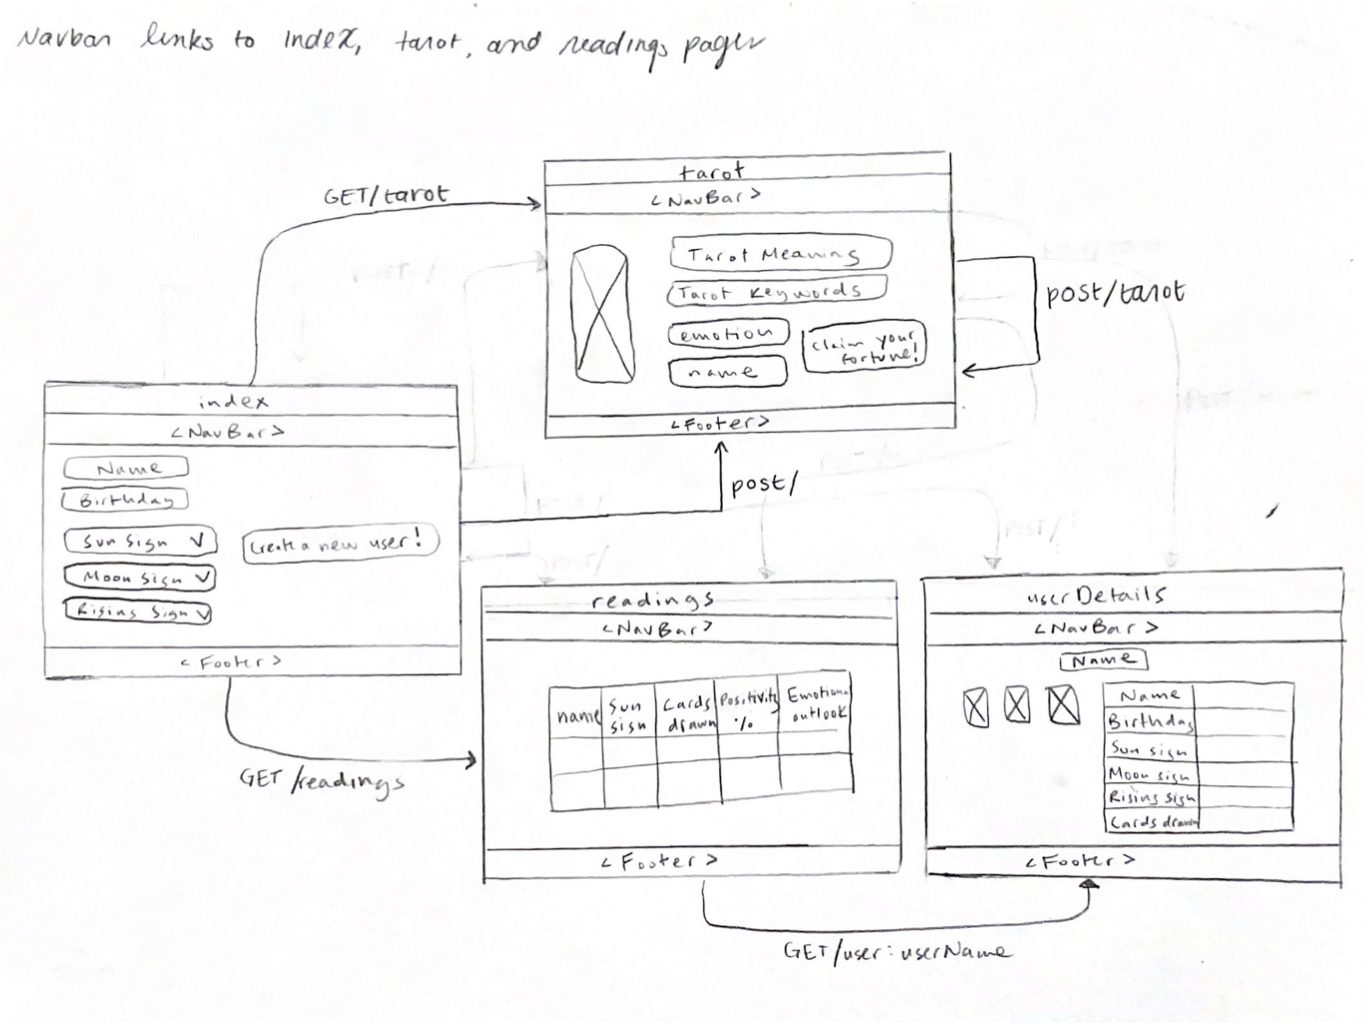 Navbar links to index, tarot, and readings pages
GET/tarot
tarot
<NavBar>
Tarot Meaning
Tarot Keywords
emotion
name
claim your
fortune!
<Footer>
post/tarot
index
<NavBar>
Name
Birthday
Sun Sign
Moon Sign
Rising Sign
Create a new user!
<Footer>
post/
GET/readings
readings
<NavBar>
name
Sun
sign
Cards
drawn
Positivity
%
Emotional
outlook
<Footer>
userDetails
<NavBar>
Name
Name
Birthday
Sun sign
Moon sign
Rising Sign
Cards drawn
<Footer>
GET/user:userName